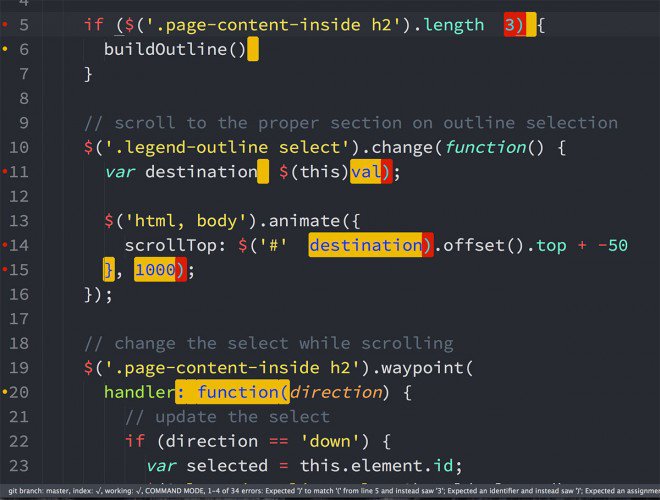 5 if ($('.page-content-inside h2').length 3) {
6 buildOutline()
7 }
8
9 // scroll to the proper section on outline selection
10 $('.legend-outline select').change(function() {
11 var destination $(this)val);
12
13 $('html, body').animate({
14 scrollTop: $('#' destination).offset().top + -50
15 }, 1000);
16 });
17
18 // change the select while scrolling
19 $('.page-content-inside h2').waypoint(
20 handler: function(direction) {
21 // update the select
22 if (direction == 'down') {
23 var selected = this.element.id;
git branch: master, index: √, working: √, COMMAND MODE, 1–4 of 34 errors: Expected ')' to match '(' from line 5 and instead saw '3'; Expected an identifier and instead saw ')'; Expected an assignme